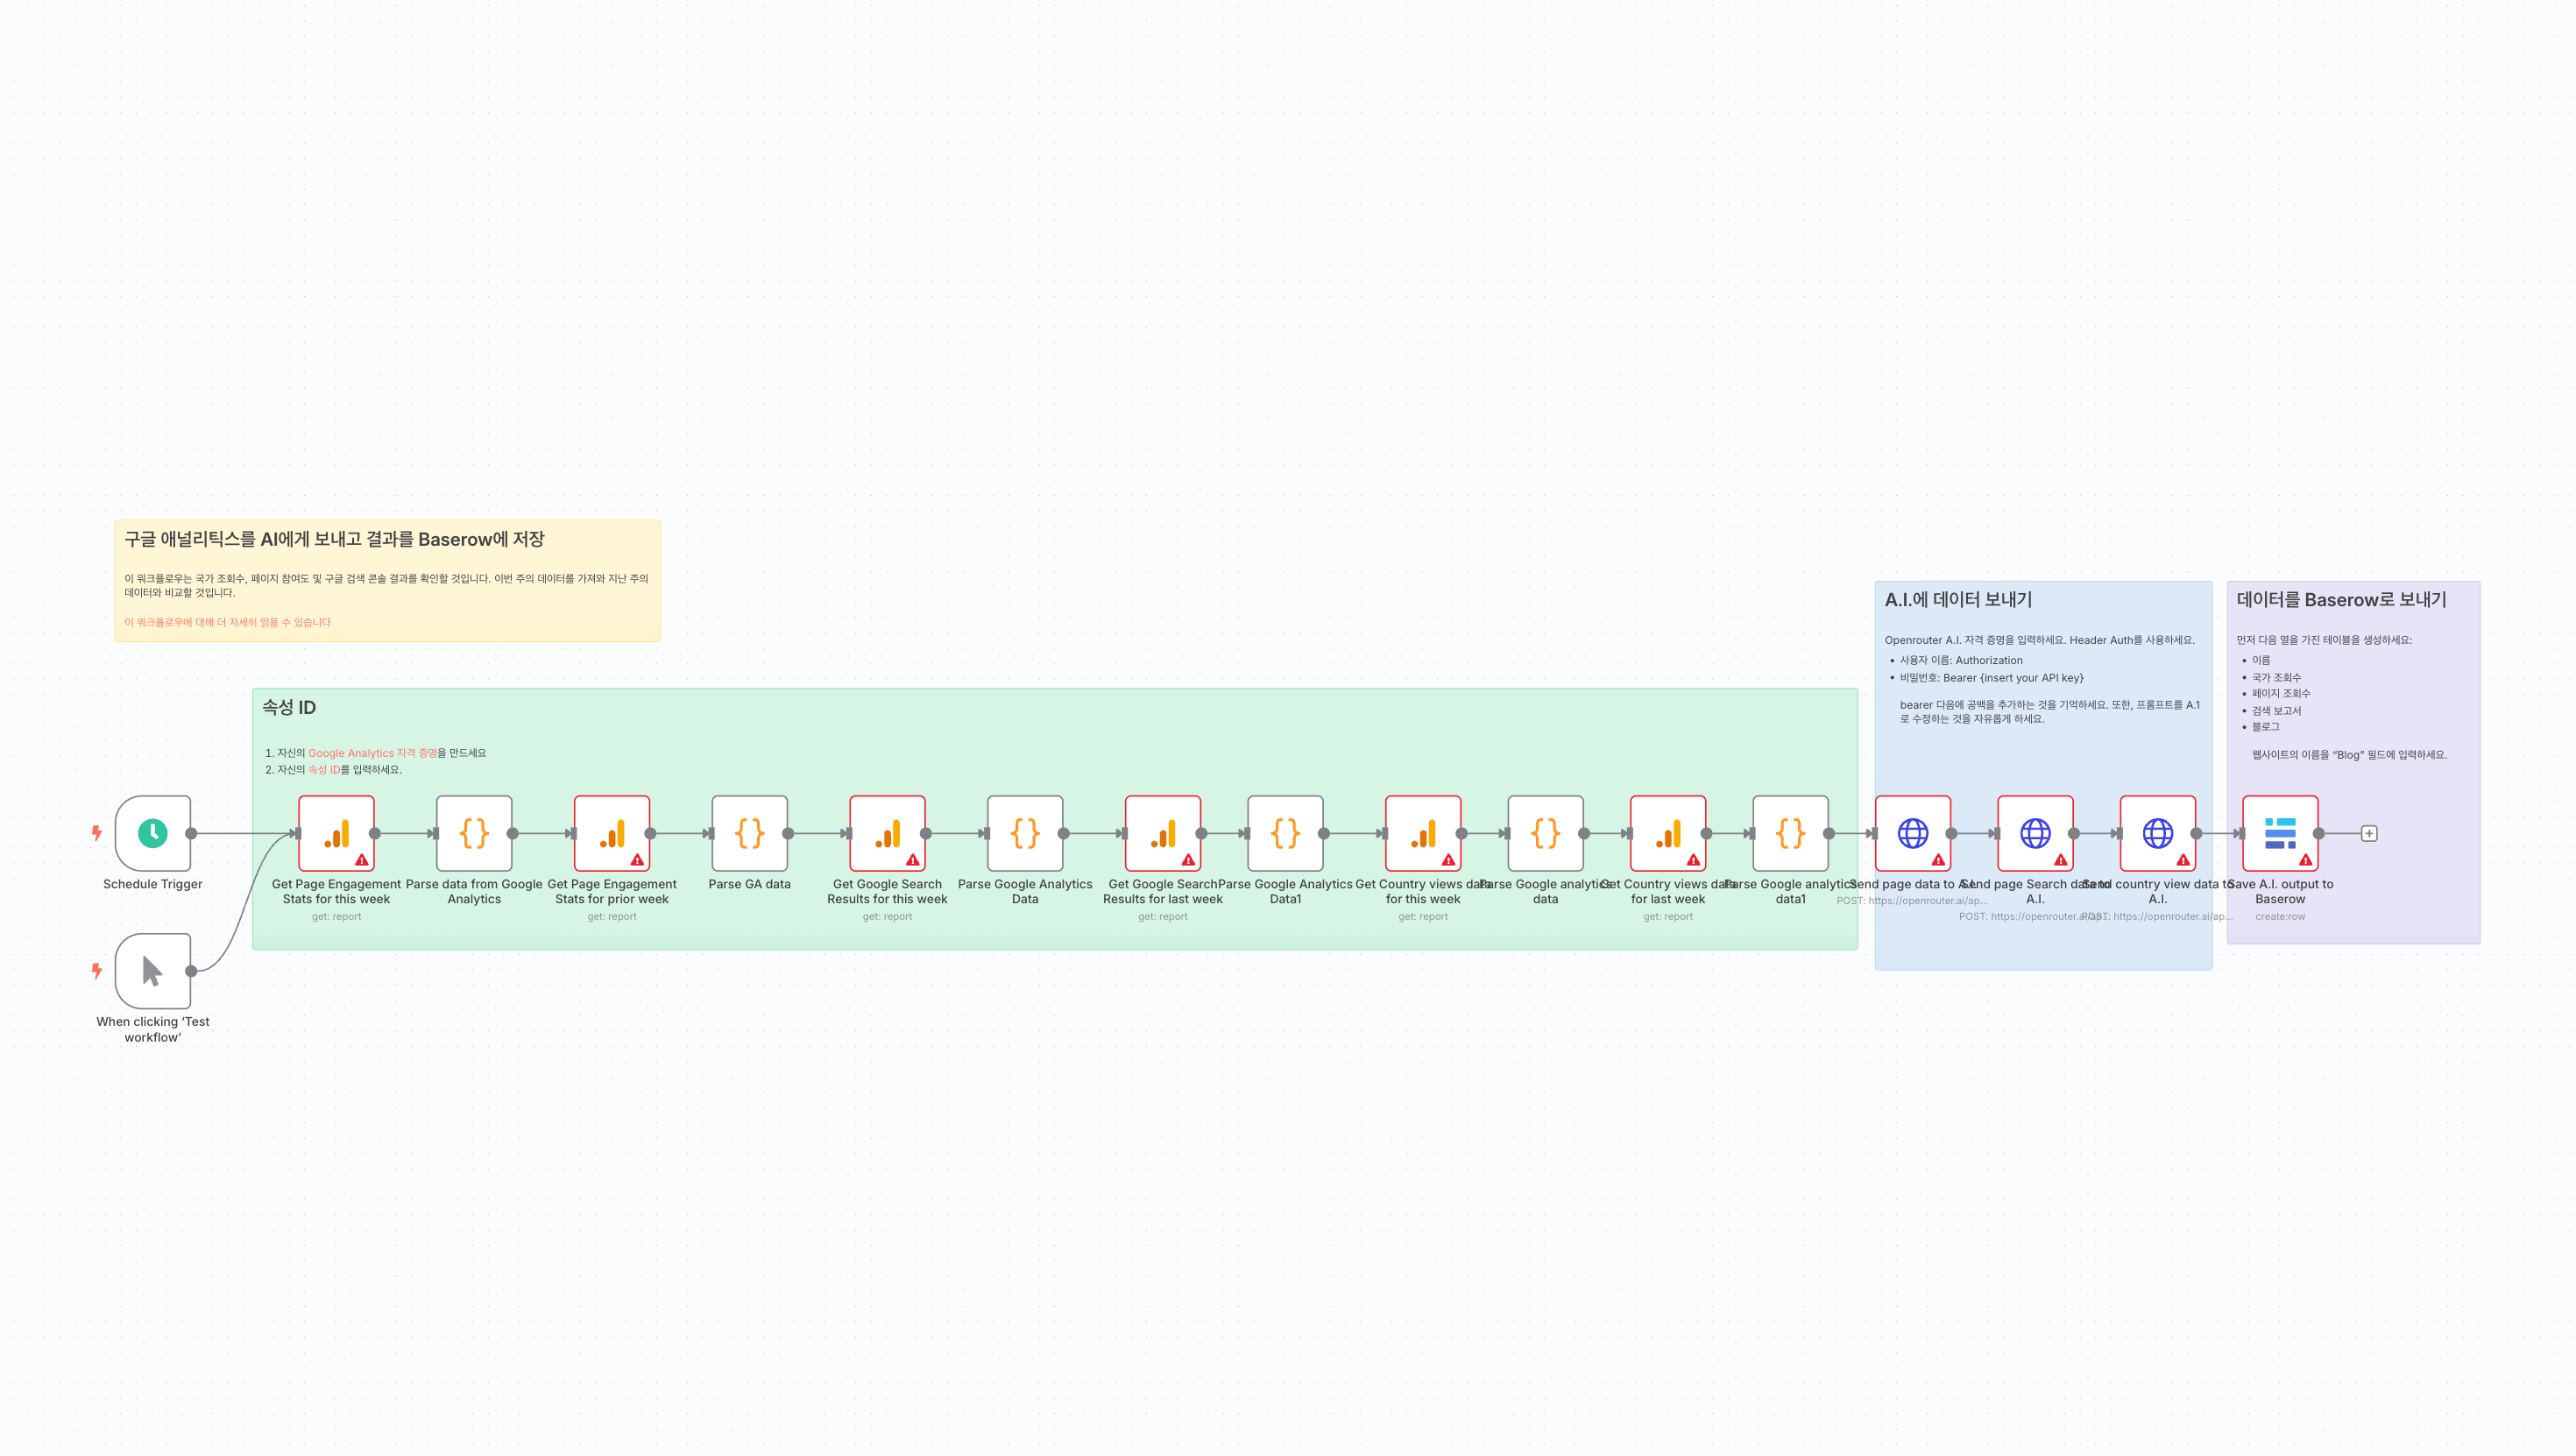 구글 애널리틱스를 AI에게 보내고 결과를 Baserow에 저장
이 워크플로우는 국가 조회수, 페이지 참여도 및 구글 검색 콘솔 결과를 확인할 것입니다. 이번 주의 데이터를 가져와 지난 주의
데이터와 비교할 것입니다.
이 워크플로우에 대해 더 자세히 읽을 수 있습니다
A.I.에 데이터 보내기
Openrouter A.I. 자격 증명을 입력하세요. Header Auth를 사용하세요.
• 사용자 이름: Authorization
• 비밀번호: Bearer {insert your API key}
bearer 다음에 공백을 추가하는 것을 기억하세요. 또한, 프롬프트를 A.1
로 수정하는 것을 자유롭게 하세요.
데이터를 Baserow로 보내기
먼저 다음 열을 가진 테이블을 생성하세요:
• 이름
• 국가 조회수
• 페이지 조회수
• 검색 보고서
• 블로그
웹사이트의 이름을 “Blog” 필드에 입력하세요.
속성 ID
1. 자신의 Google Analytics 자격 증명을 만드세요
2. 자신의 속성 ID를 입력하세요.
Schedule Trigger
When clicking ‘Test
workflow’
Get Page Engagement
Stats for this week
get: report
Parse data from Google
Analytics
Get Page Engagement
Stats for prior week
get: report
Parse GA data
Get Google Search
Results for this week
get: report
Parse Google Analytics
Data
Get Google Search
Results for last week
get: report
Parse Google Analytics
Data1
Get Country views data
for this week
get: report
Parse Google analytics
data
Get Country views data
for last week
get: report
Parse Google analytics
data1
Send page data to A.I.
POST: https://openrouter.ai/ap...
Send page Search data to
A.I.
POST: https://openrouter.ai/ap...
Send country view data to
A.I.
POST: https://openrouter.ai/ap...
Save A.I. output to
Baserow
create:row